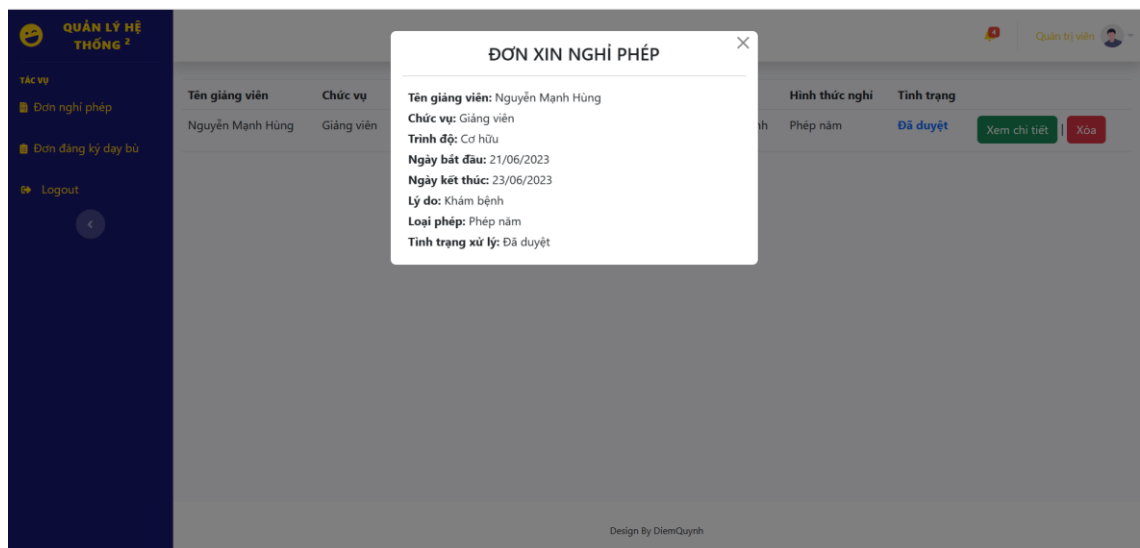 QUẢN LÝ HỆ
THỐNG ²
Quản trị viên
TÁC VỤ
Đơn nghỉ phép
Đơn đăng ký dạy bù
Logout
ĐƠN XIN NGHỈ PHÉP
Tên giảng viên: Nguyễn Mạnh Hùng
Chức vụ: Giảng viên
Trình độ: Cơ hữu
Ngày bắt đầu: 21/06/2023
Ngày kết thúc: 23/06/2023
Lý do: Khám bệnh
Loại phép: Phép năm
Tình trạng xử lý: Đã duyệt
Tên giảng viên Chức vụ Hình thức nghỉ Tình trạng
Nguyễn Mạnh Hùng Giảng viên nh Phép năm Đã duyệt Xem chi tiết | Xóa
Design By DiemQuynh